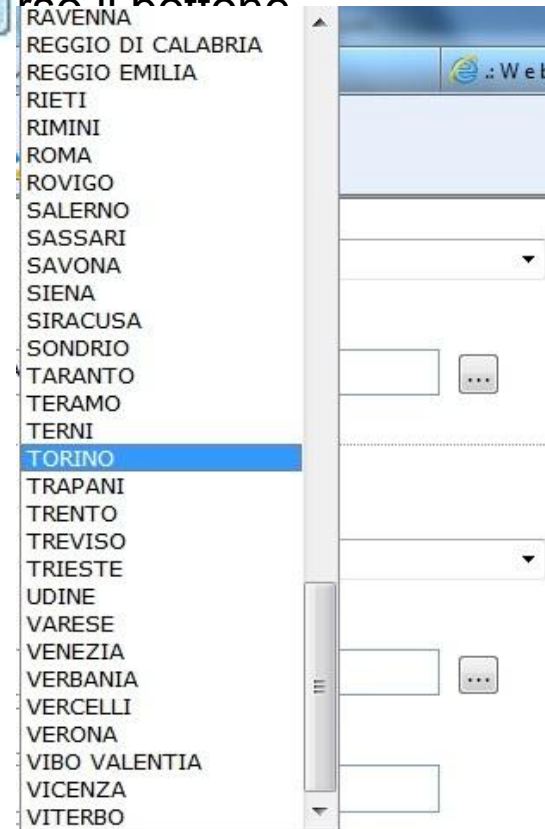 RAVENNA
REGGIO DI CALABRIA
REGGIO EMILIA
RIETI
RIMINI
ROMA
ROVIGO
SALERNO
SASSARI
SAVONA
SIENA
SIRACUSA
SONDRIO
TARANTO
TERAMO
TERNI
TORINO
TRAPANI
TRENTO
TREVISO
TRIESTE
UDINE
VARESE
VENEZIA
VERBANIA
VERCELLI
VERONA
VIBO VALENTIA
VICENZA
VITERBO
.: Web
...
...